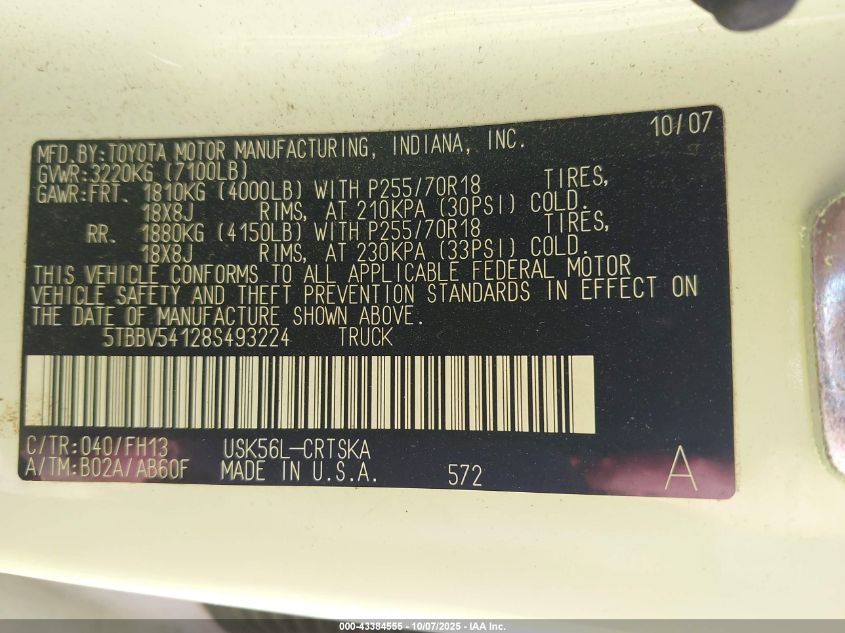 10/07
MFD.BY:TOYOTA MOTOR MANUFACTURING, INDIANA, INC.
GVWR:3220KG (7100LB)
GAWR:FRT. 1810KG (4000LB) WITH P255/70R18 TIRES,
18X8J RIMS, AT 210KPA (30PSI) COLD.
RR. 1880KG (4150LB) WITH P255/70R18 TIRES,
18X8J RIMS, AT 230KPA (33PSI) COLD.
THIS VEHICLE CONFORMS TO ALL APPLICABLE FEDERAL MOTOR
VEHICLE SAFETY AND THEFT PREVENTION STANDARDS IN EFFECT ON
THE DATE OF MANUFACTURE SHOWN ABOVE.
5TBBV54128S493224 TRUCK
C/TR:040/FH13 USK56L-CRTSKA
A/TM:B02A/AB60F MADE IN U.S.A. 572 A
000-43384555 - 10/07/2025 - IAA Inc.